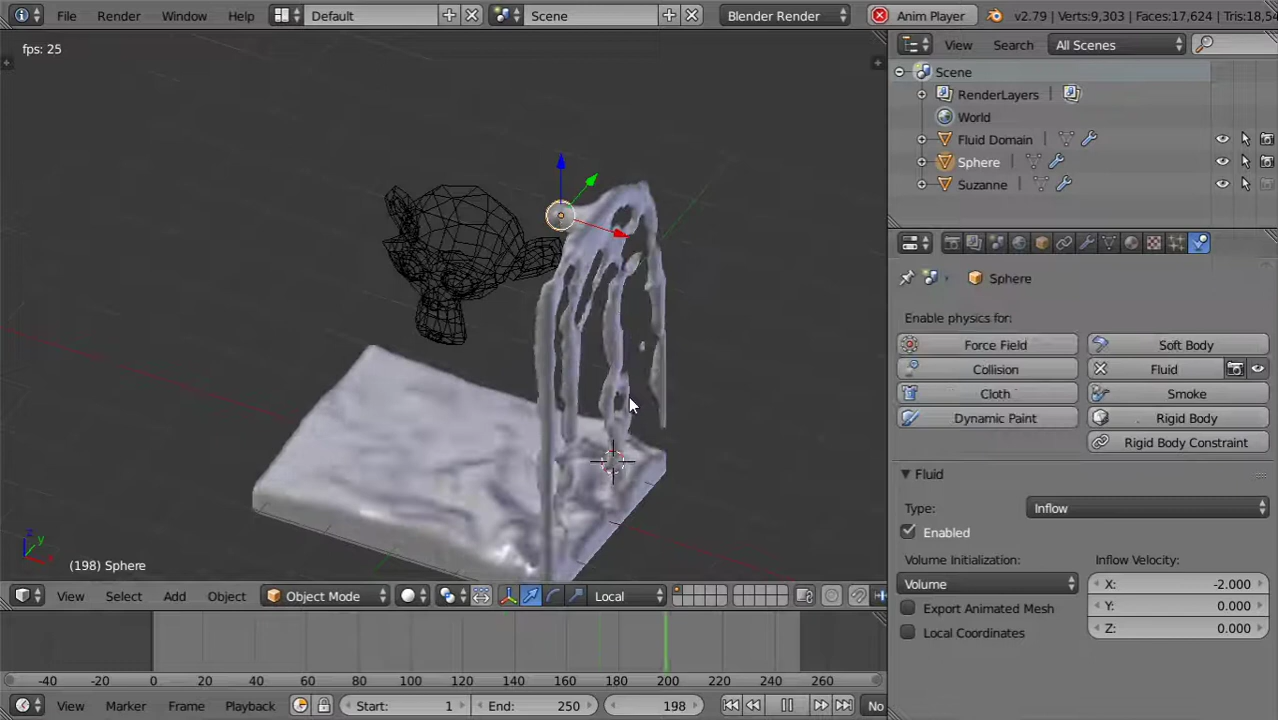 File Render Window Help Default Scene Blender Render Anim Player v2.79 | Verts:9,303 | Faces:17,624 | Tris:18,54
fps: 25
View Search All Scenes
Scene
RenderLayers
World
Fluid Domain
Sphere
Suzanne
Sphere
Enable physics for:
Force Field Soft Body
Collision Fluid
Cloth Smoke
Dynamic Paint Rigid Body
Rigid Body Constraint
Fluid
Type: Inflow
Enabled
Volume Initialization: Inflow Velocity:
Volume X: -2.000
Y: 0.000
Export Animated Mesh
Z: 0.000
Local Coordinates
z y x
(198) Sphere
View Select Add Object Object Mode Local
-40 -20 0 20 40 60 80 100 120 140 160 180 200 220 240 260
View Marker Frame Playback Start: 1 End: 250 198 No